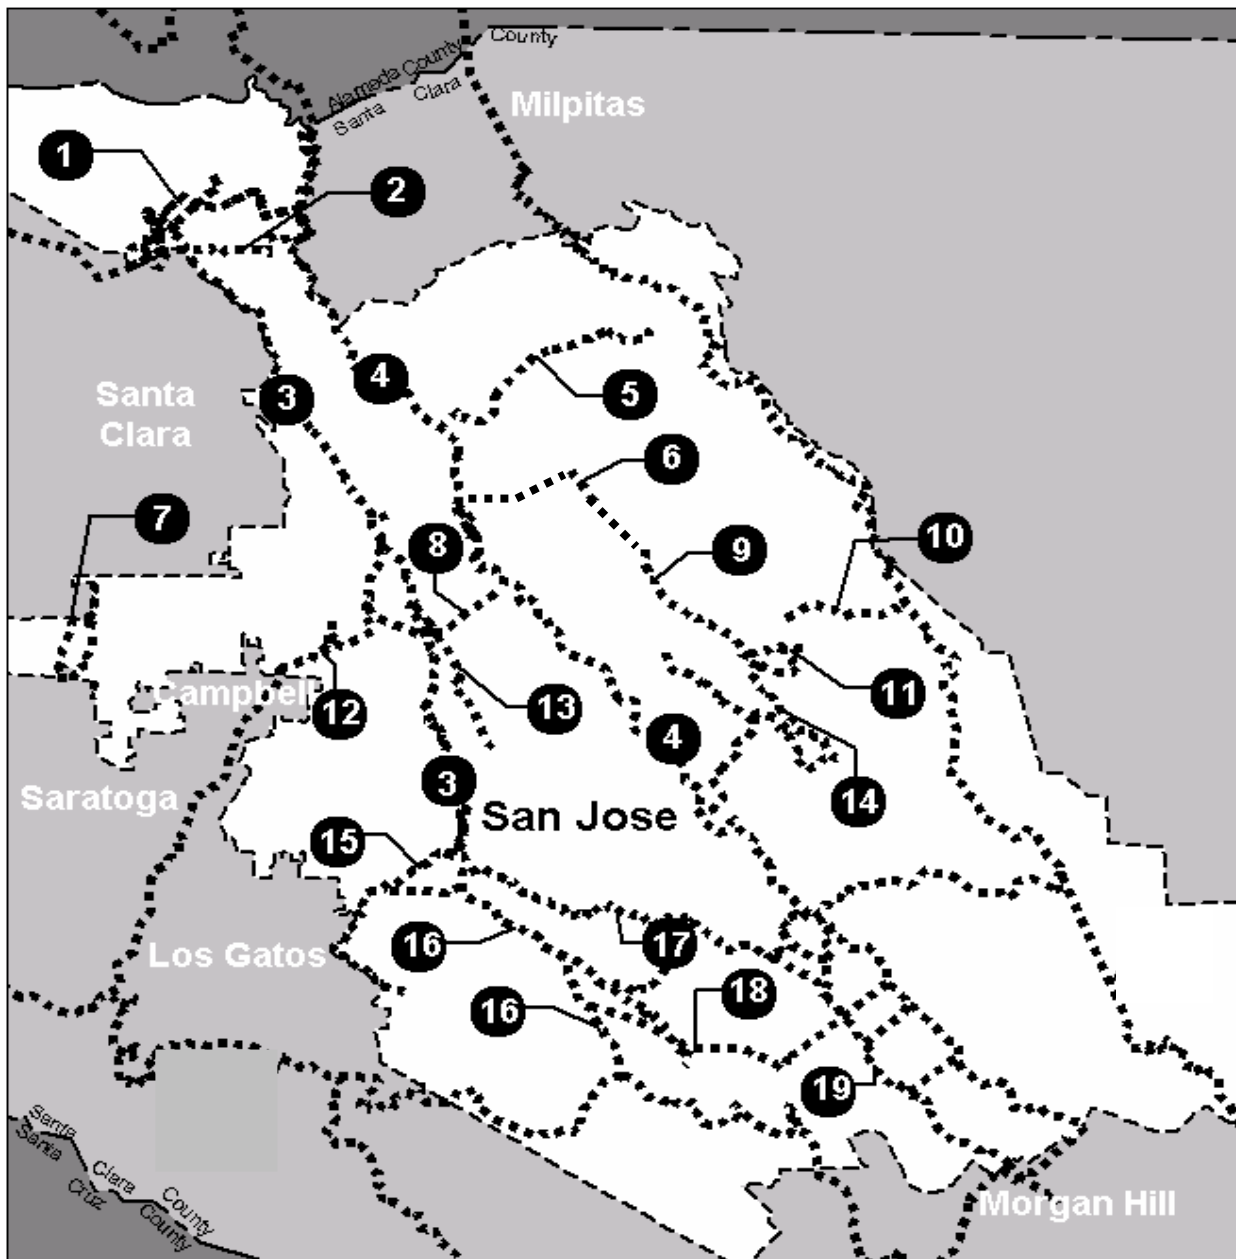 County
Alameda County
Santa Clara
Milpitas
1
2
3
4
Santa
Clara
5
6
7
8
9
10
11
Campbell
12
13
4
3
14
Saratoga
San Jose
15
16
17
Los Gatos
18
16
19
Santa Clara County
Santa Cruz County
Morgan Hill